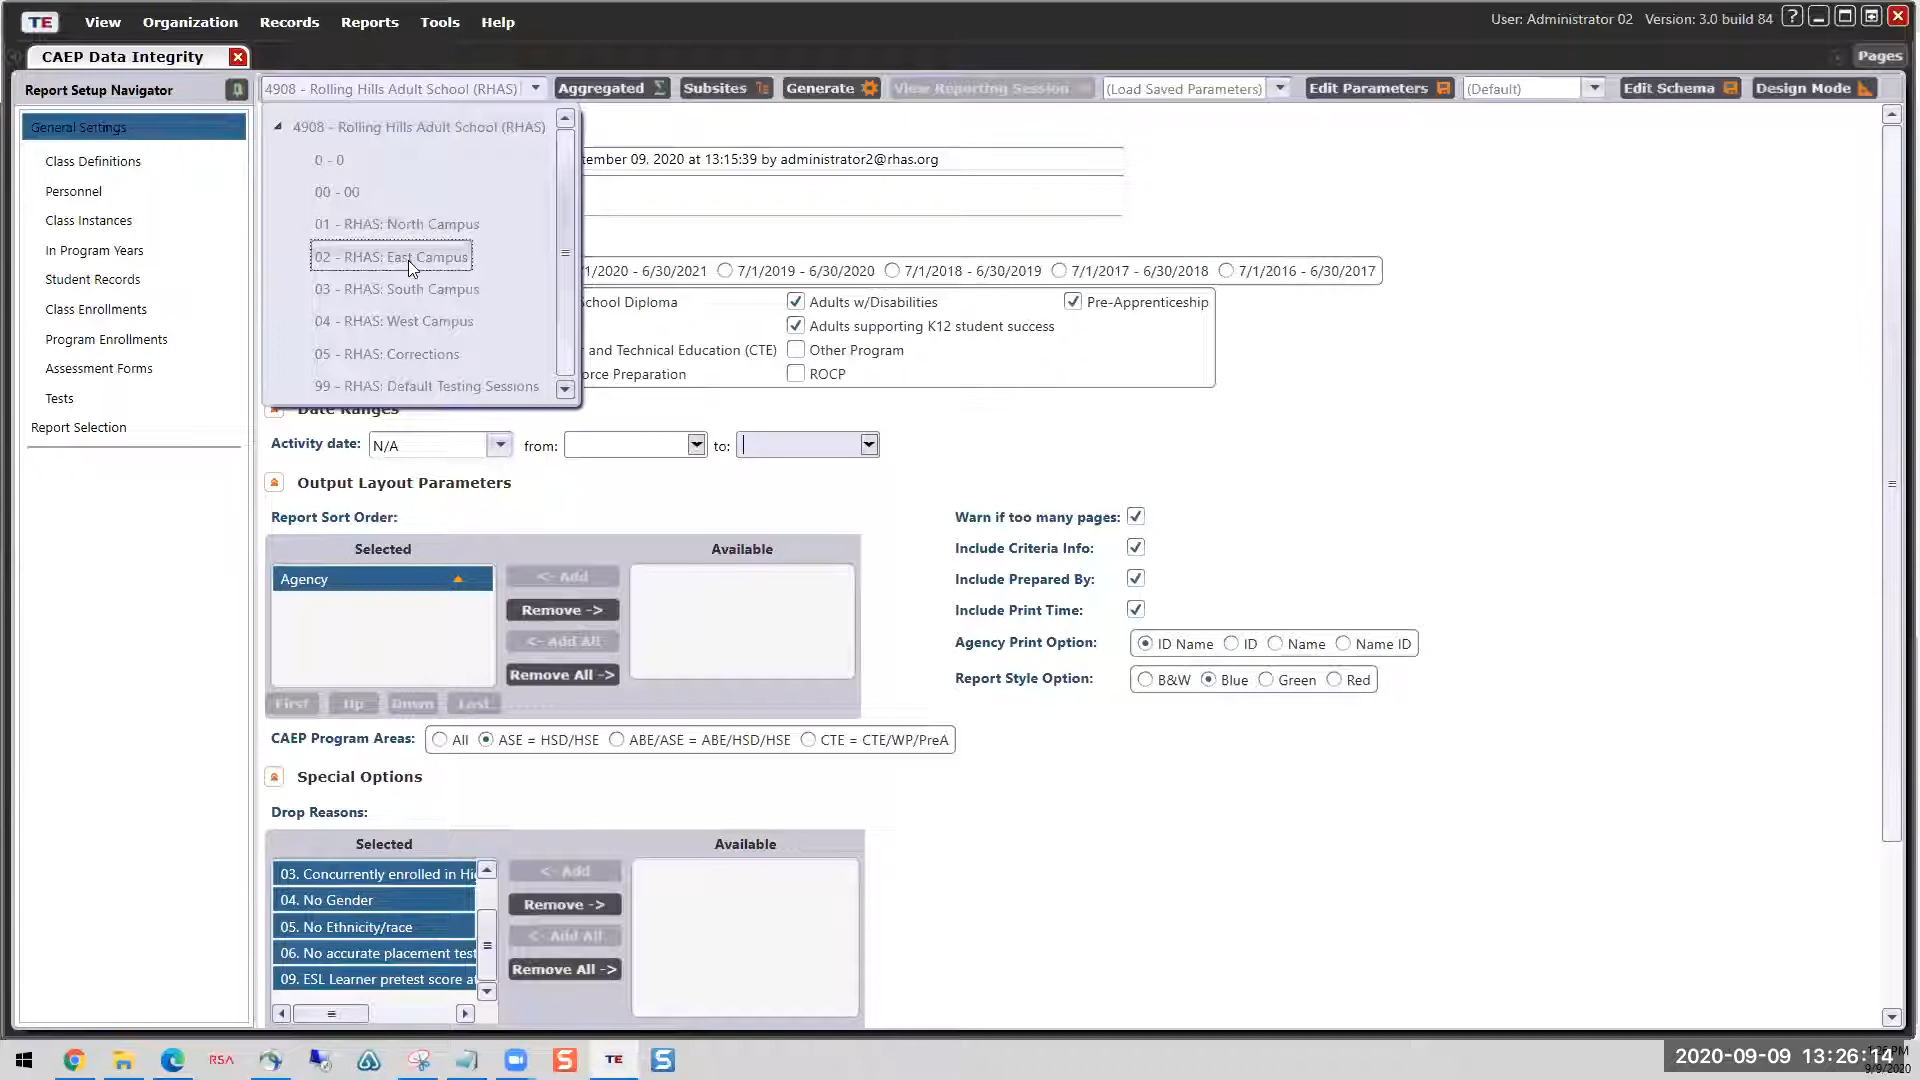 TE View Organization Records Reports Tools Help
User: Administrator 02 Version: 3.0 build 84
CAEP Data Integrity
Pages
Report Setup Navigator
4908 - Rolling Hills Adult School (RHAS) Aggregated Subsites Generate View Reporting Session (Load Saved Parameters) Edit Parameters (Default) Edit Schema Design Mode
General Settings
Class Definitions
Personnel
Class Instances
In Program Years
Student Records
Class Enrollments
Program Enrollments
Assessment Forms
Tests
Report Selection
4908 - Rolling Hills Adult School (RHAS)
0 - 0
00 - 00
01 - RHAS: North Campus
02 - RHAS: East Campus
03 - RHAS: South Campus
04 - RHAS: West Campus
05 - RHAS: Corrections
99 - RHAS: Default Testing Sessions
tember 09, 2020 at 13:15:39 by administrator2@rhas.org
/1/2020 - 6/30/2021 7/1/2019 - 6/30/2020 7/1/2018 - 6/30/2019 7/1/2017 - 6/30/2018 7/1/2016 - 6/30/2017
School Diploma Adults w/Disabilities Pre-Apprenticeship
Adults supporting K12 student success
r and Technical Education (CTE) Other Program
orce Preparation ROCP
Date Ranges
Activity date: N/A from: to:
Output Layout Parameters
Report Sort Order:
Selected Available
Agency
<- Add
Remove ->
<- Add All
Remove All ->
First Up Down Last
Warn if too many pages:
Include Criteria Info:
Include Prepared By:
Include Print Time:
Agency Print Option: ID Name ID Name Name ID
Report Style Option: B&W Blue Green Red
CAEP Program Areas: All ASE = HSD/HSE ABE/ASE = ABE/HSD/HSE CTE = CTE/WP/PreA
Special Options
Drop Reasons:
Selected Available
03. Concurrently enrolled in Hi
04. No Gender
05. No Ethnicity/race
06. No accurate placement test
09. ESL Learner pretest score a
<- Add
Remove ->
<- Add All
Remove All ->
RSA TE
2020-09-09 13:26:14
9/9/2020